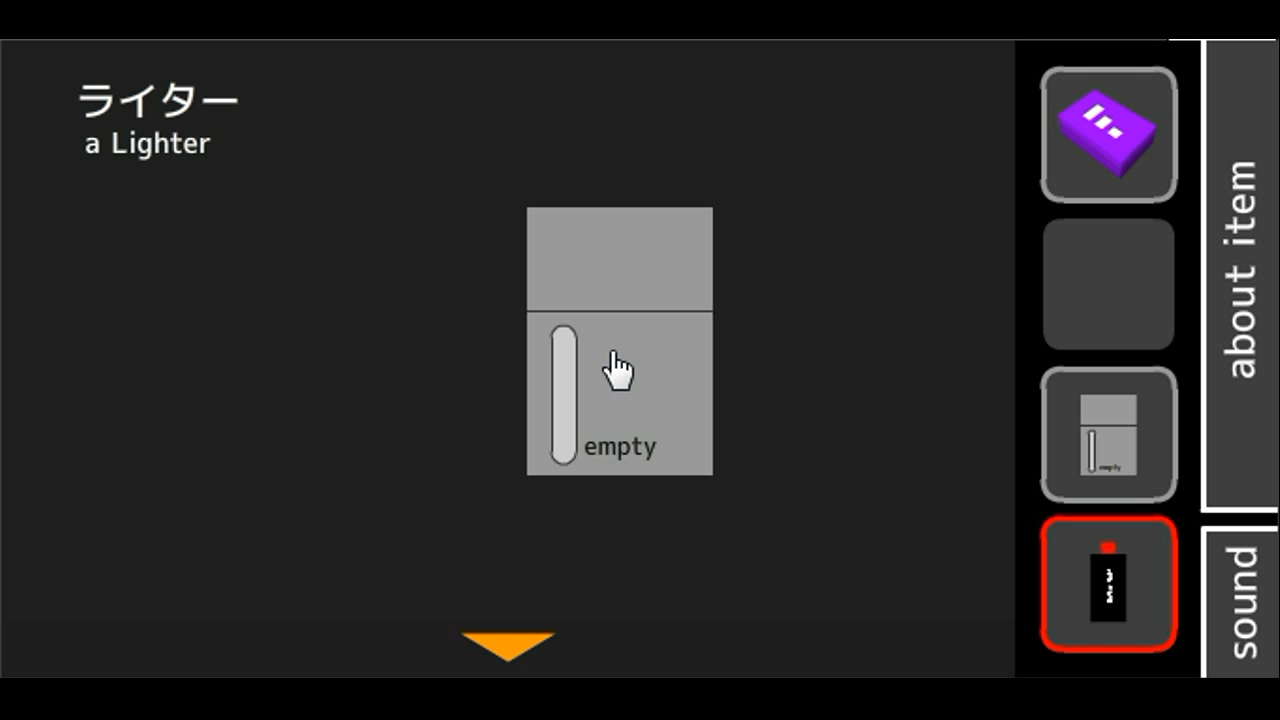 ライター
a Lighter
empty
about item
sound